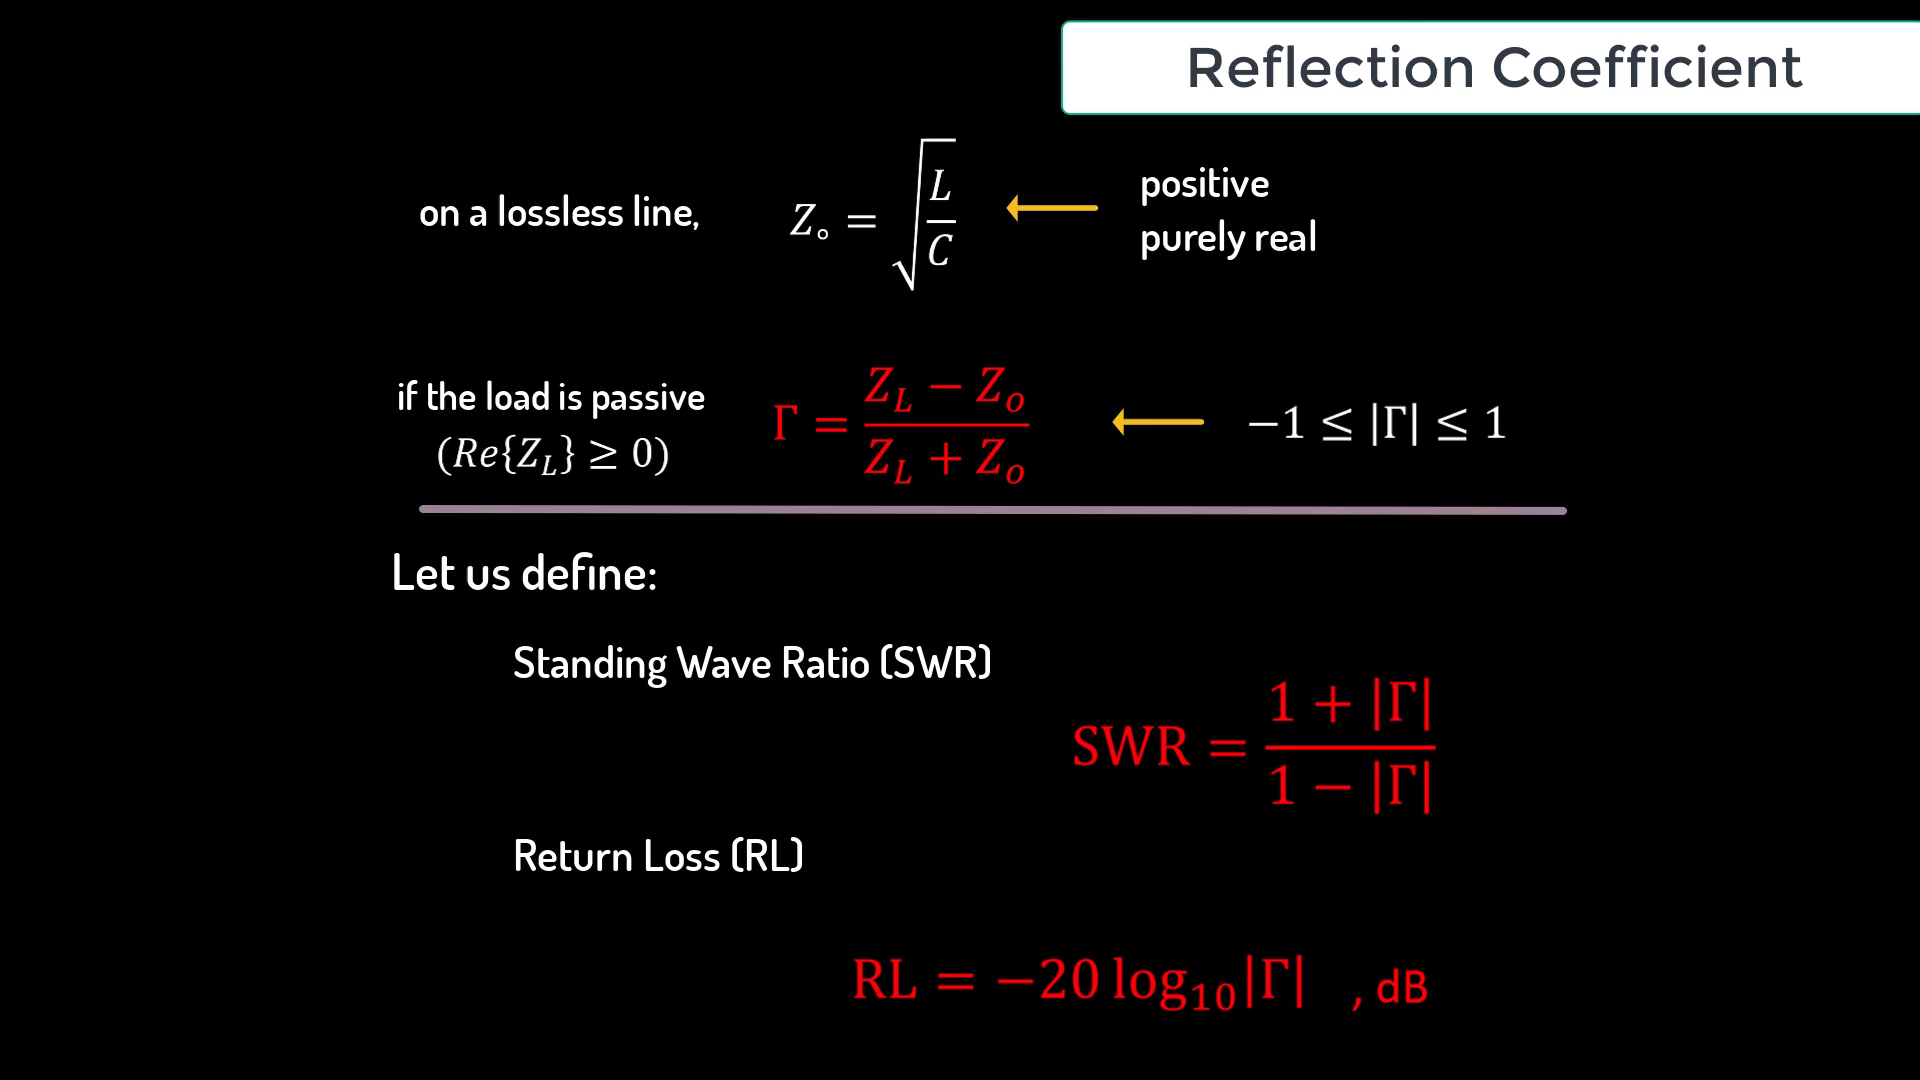 Reflection Coefficient
on a lossless line,
Z∘ = √(L/C)
positive
purely real
if the load is passive
(Re{Z_L} ≥ 0)
Γ = (Z_L − Z_o)/(Z_L + Z_o)
−1 ≤ |Γ| ≤ 1
Let us define:
Standing Wave Ratio (SWR)
SWR = (1 + |Γ|)/(1 − |Γ|)
Return Loss (RL)
RL = −20 log₁₀|Γ| , dB